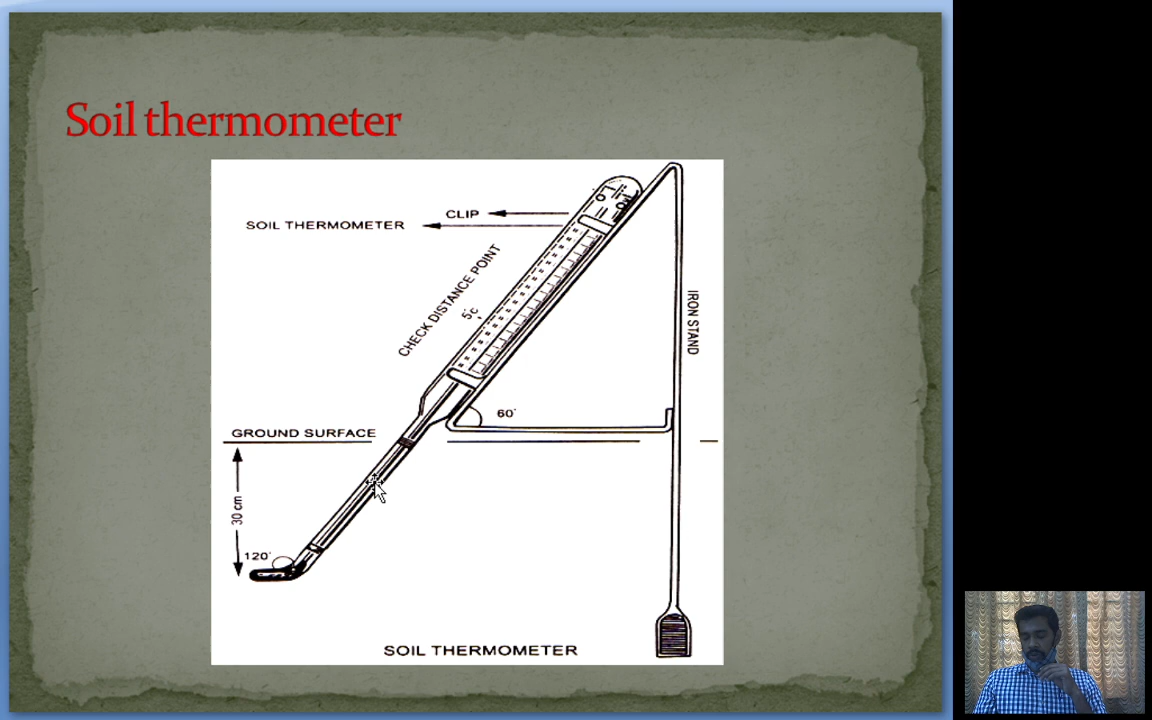 Soil thermometer
CLIP
SOIL THERMOMETER
CHECK DISTANCE POINT
5°C
IRON STAND
60°
GROUND SURFACE
30 cm
120°
SOIL THERMOMETER